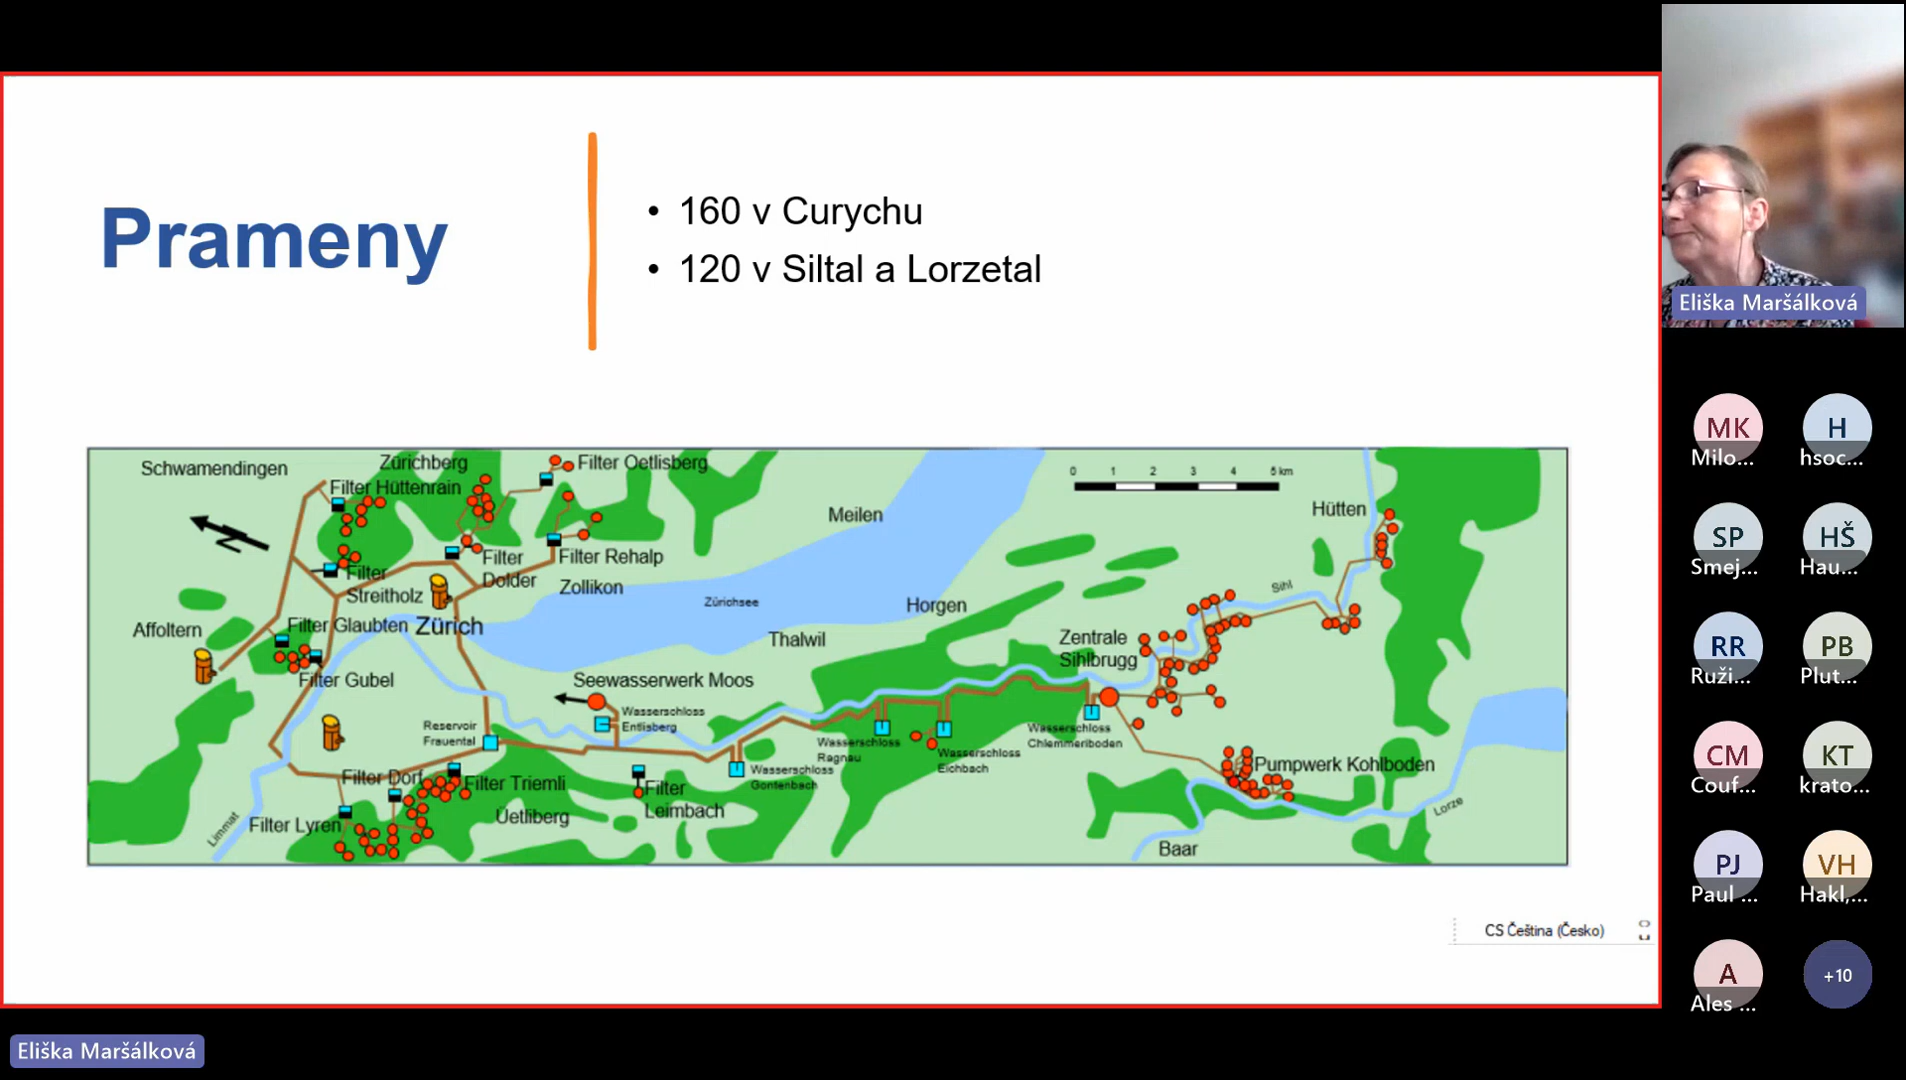 Prameny
• 160 v Curychu
• 120 v Siltal a Lorzetal
Schwamendingen
Zürichberg
Filter Oetlisberg
Filter Hüttenrain
0 1 2 3 4 5 km
Hütten
Meilen
Filter
Streitholz
Filter
Dolder
Filter Rehalp
Zollikon
Zürichsee
Horgen
Sihl
Affoltern
Filter Glaubten
Zürich
Thalwil
Zentrale
Sihlbrugg
Filter Gubel
Seewasserwerk Moos
Reservoir
Frauental
Wasserschloss
Entlisberg
Wasserschloss
Ragnau
Wasserschloss
Eichbach
Wasserschloss
Chlemmeriboden
Wasserschloss
Gontenbach
Pumpwerk Kohlboden
Filter Dorf
Filter Triemli
Filter
Leimbach
Üetliberg
Filter Lyren
Limmat
Lorze
Baar
CS Čeština (Česko)
Eliška Maršálková
MK
Milo...
H
hsoc...
SP
Smej...
HŠ
Hau...
RR
Ruži...
PB
Plut...
CM
Couf...
KT
krato...
PJ
Paul ...
VH
Hakl,...
A
Ales ...
+10
Eliška Maršálková